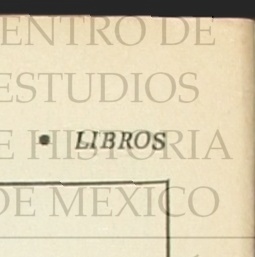 ENTRO DE
ESTUDIOS
• LIBROS
E HISTORIA
DE MEXICO